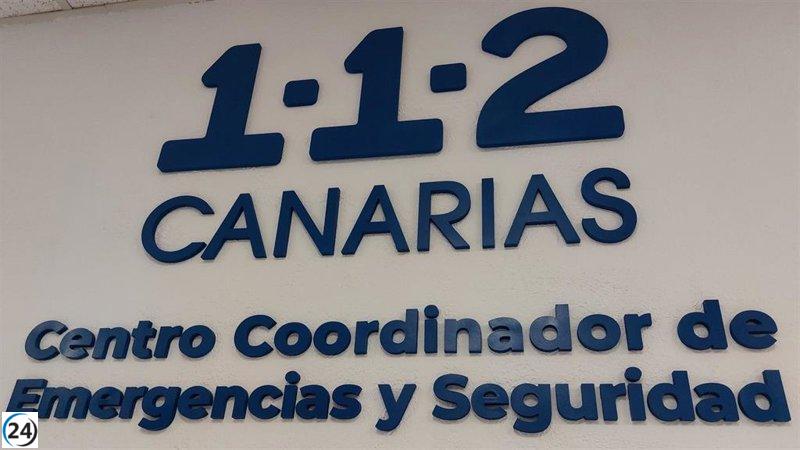 1·1·2
CANARIAS
Centro Coordinador de
Emergencias y Seguridad
24